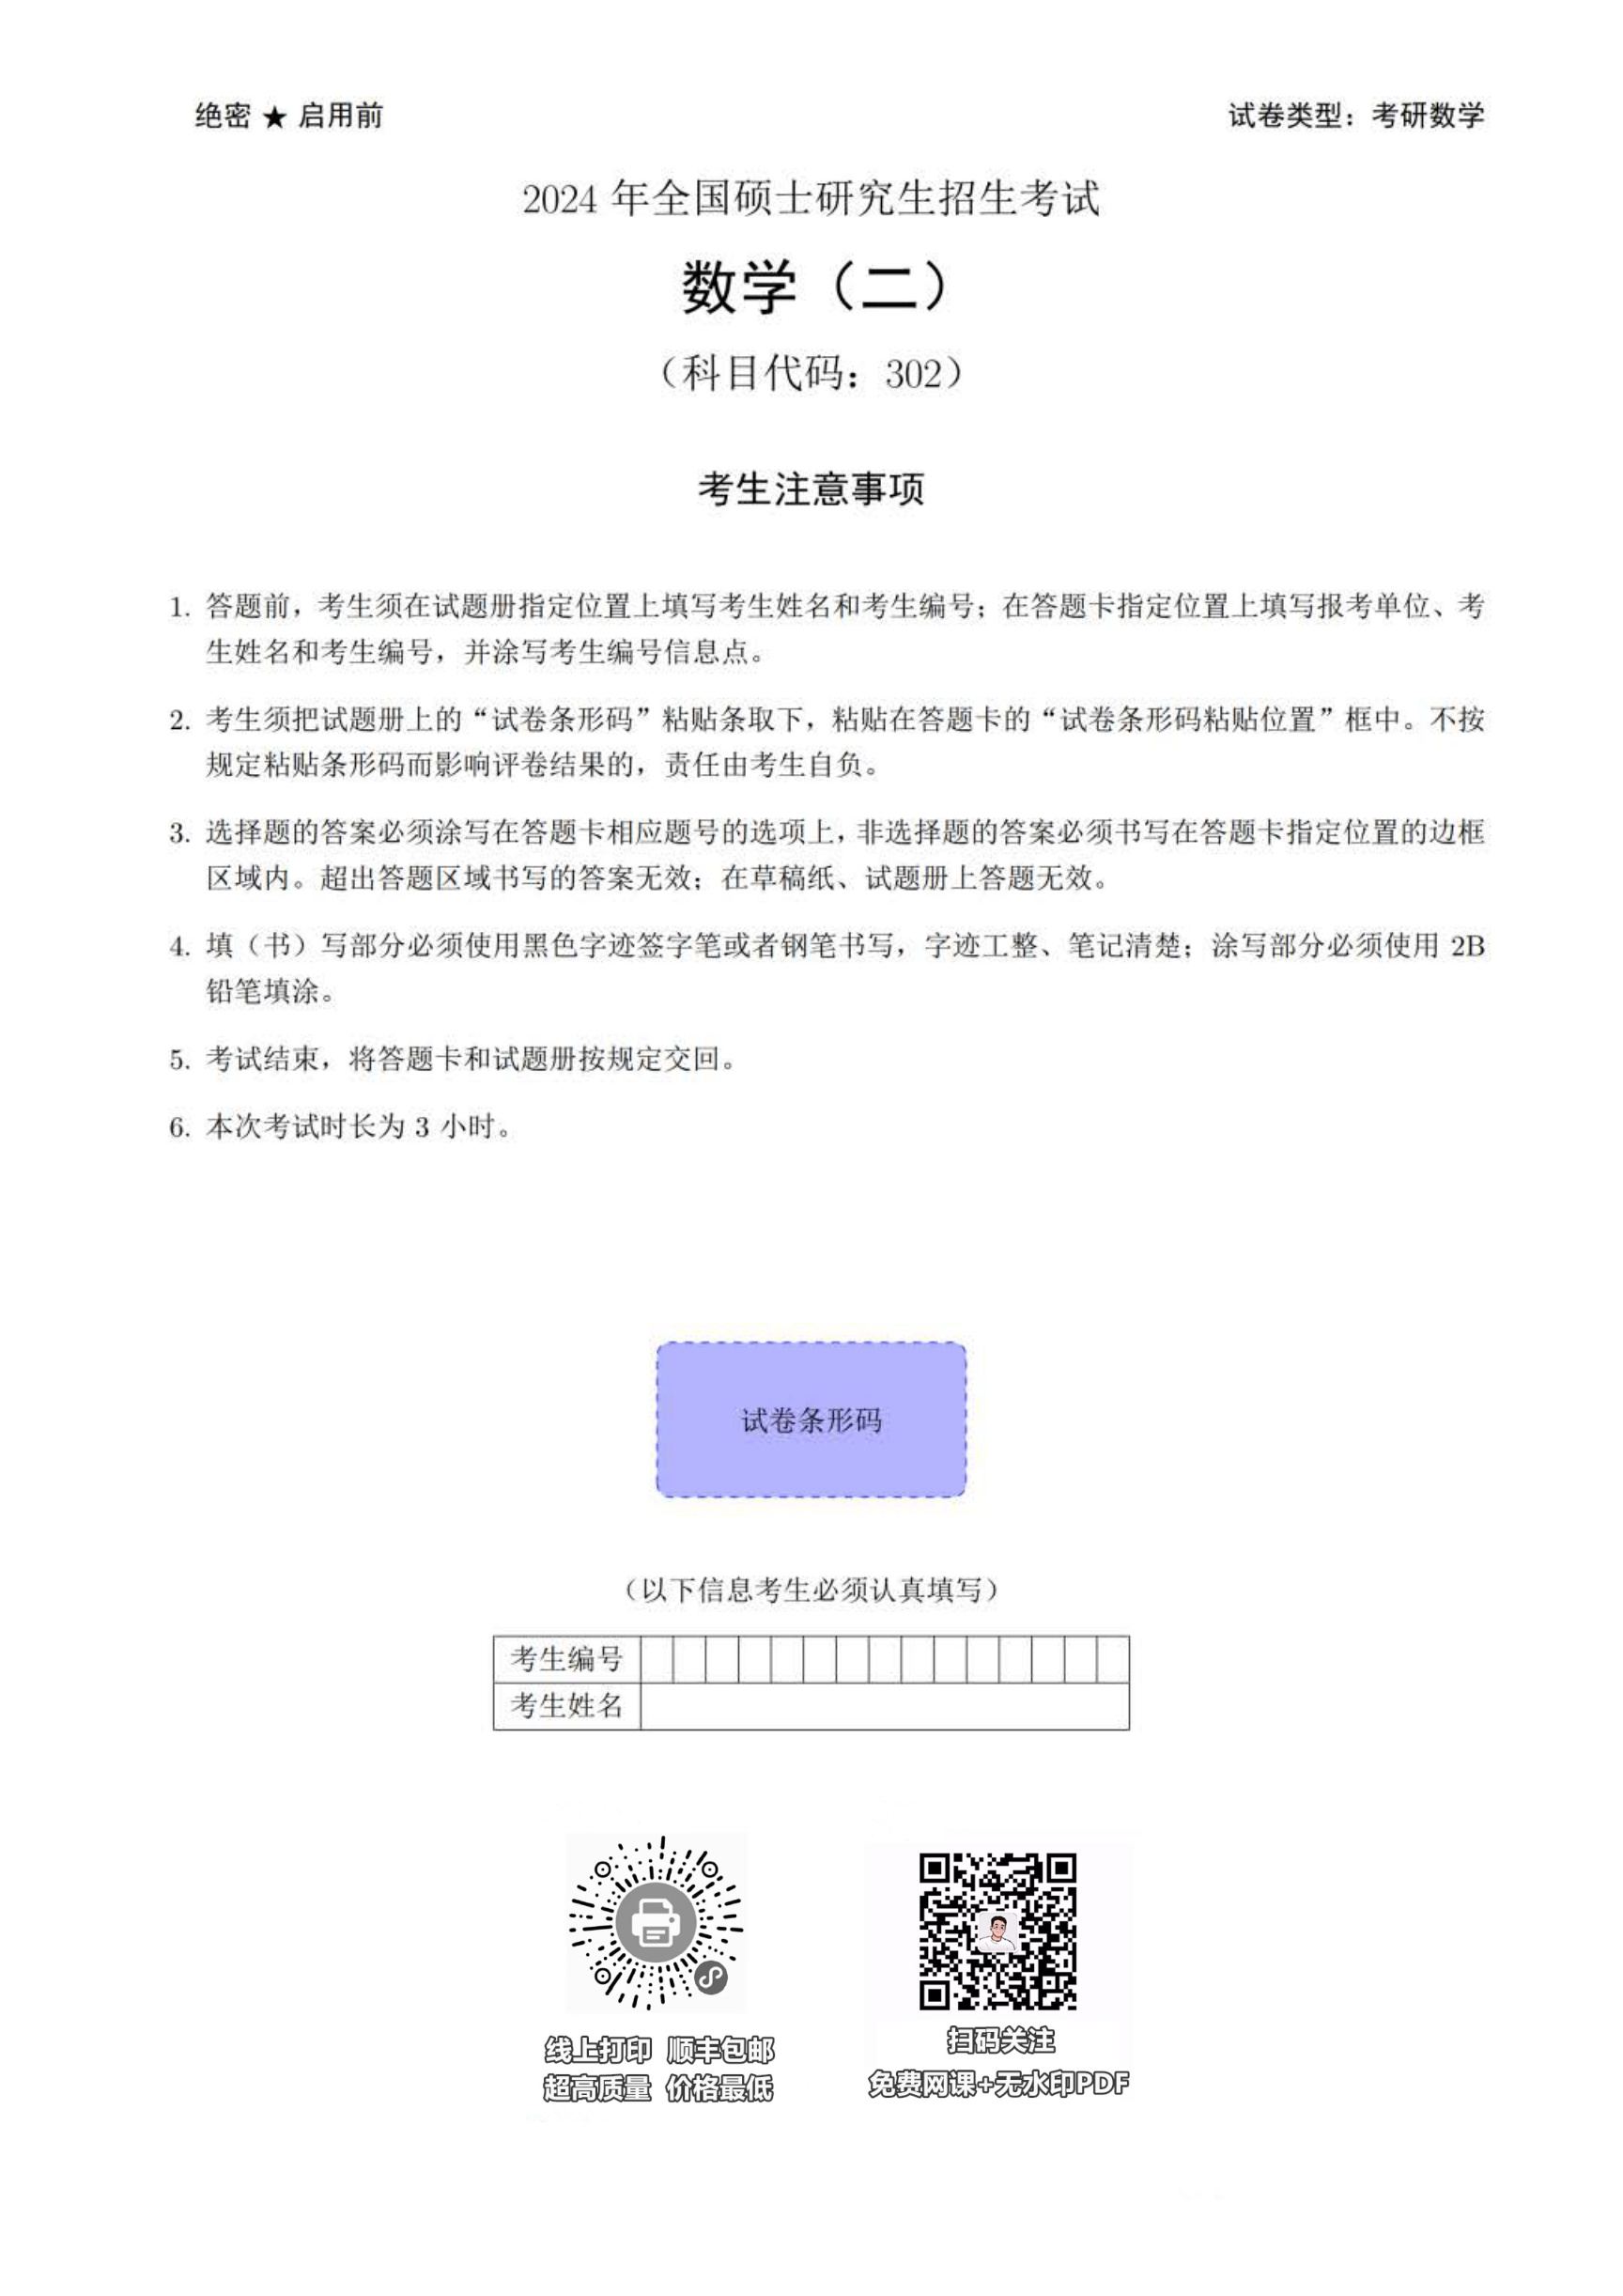 绝密 ★ 启用前
试卷类型：考研数学
2024 年全国硕士研究生招生考试
数学（二）
（科目代码：302）
考生注意事项
1. 答题前，考生须在试题册指定位置上填写考生姓名和考生编号；在答题卡指定位置上填写报考单位、考
生姓名和考生编号，并涂写考生编号信息点。
2. 考生须把试题册上的“试卷条形码”粘贴条取下，粘贴在答题卡的“试卷条形码粘贴位置”框中。不按
规定粘贴条形码而影响评卷结果的，责任由考生自负。
3. 选择题的答案必须涂写在答题卡相应题号的选项上，非选择题的答案必须书写在答题卡指定位置的边框
区域内。超出答题区域书写的答案无效；在草稿纸、试题册上答题无效。
4. 填（书）写部分必须使用黑色字迹签字笔或者钢笔书写，字迹工整、笔记清楚；涂写部分必须使用 2B
铅笔填涂。
5. 考试结束，将答题卡和试题册按规定交回。
6. 本次考试时长为 3 小时。
试卷条形码
（以下信息考生必须认真填写）
考生编号
考生姓名
线上打印 顺丰包邮
超高质量 价格最低
扫码关注
免费网课+无水印PDF